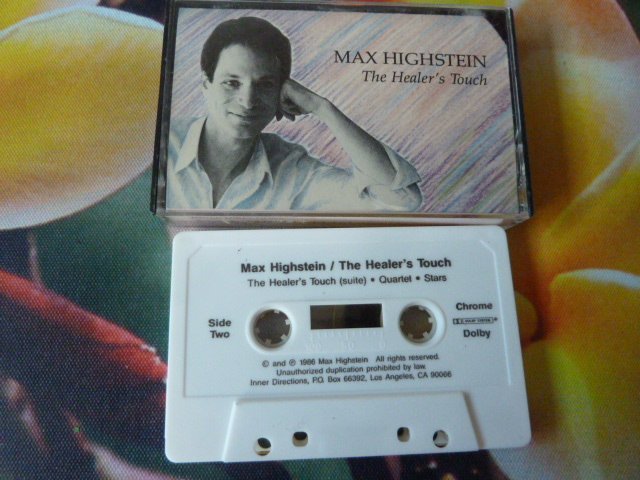 MAX HIGHSTEIN
The Healer's Touch
Max Highstein / The Healer's Touch
The Healer's Touch (suite) • Quartet • Stars
Side
Two
Chrome
Dolby
© and ℗ 1986 Max Highstein All rights reserved.
Unauthorized duplication prohibited by law.
Inner Directions, P.O. Box 66392, Los Angeles, CA 90066